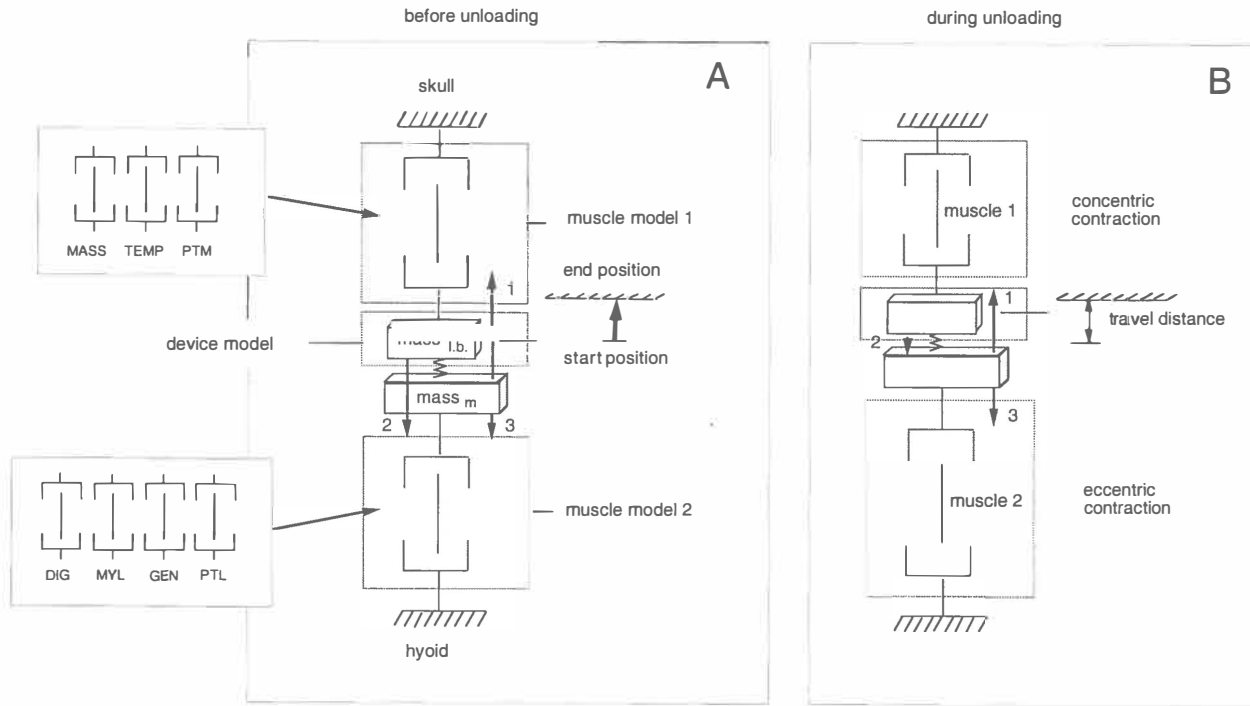 before unloading
during unloading
A
B
skull
MASS TEMP PTM
muscle model 1
muscle 1
concentric
contraction
1
end position
device model
mass l.b.
start position
mass m
2
3
1
travel distance
2
3
DIG MYL GEN PTL
muscle model 2
muscle 2
eccentric
contraction
hyoid